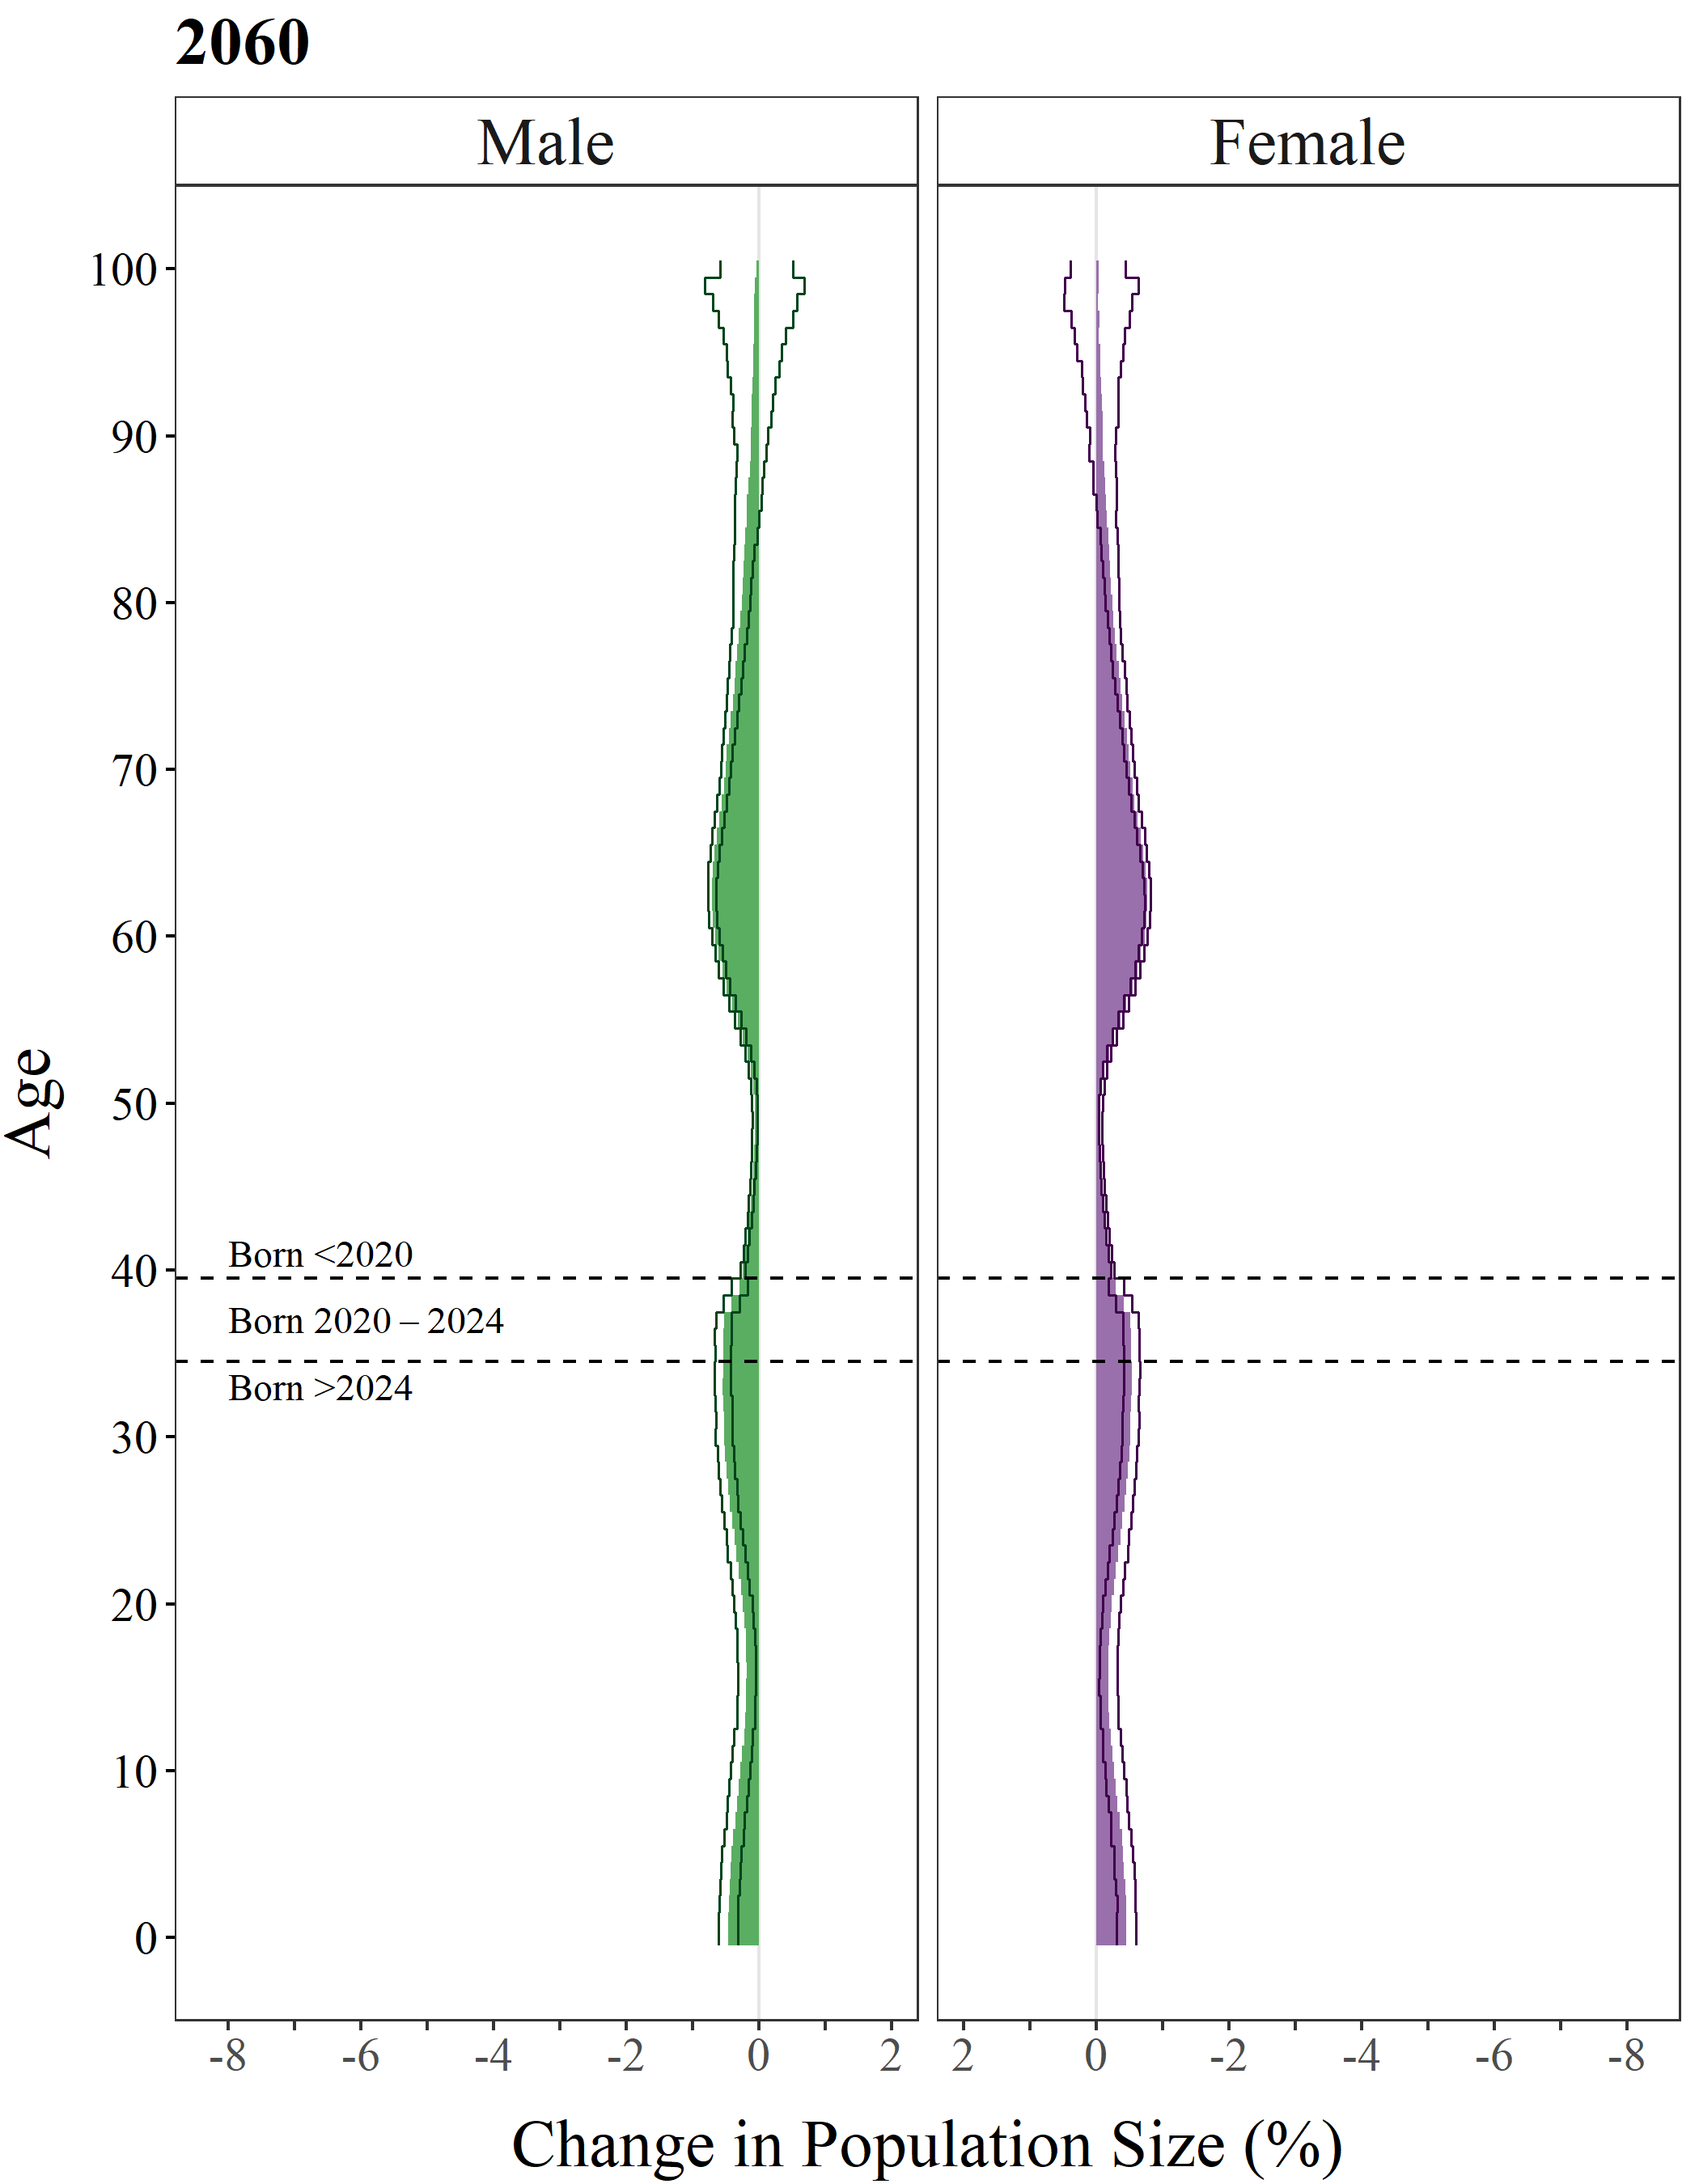 2060
Male Female
100
90
80
70
60
50
40
30
20
10
0
Age
Born <2020
Born 2020 – 2024
Born >2024
-8 -6 -4 -2 0 2 2 0 -2 -4 -6 -8
Change in Population Size (%)